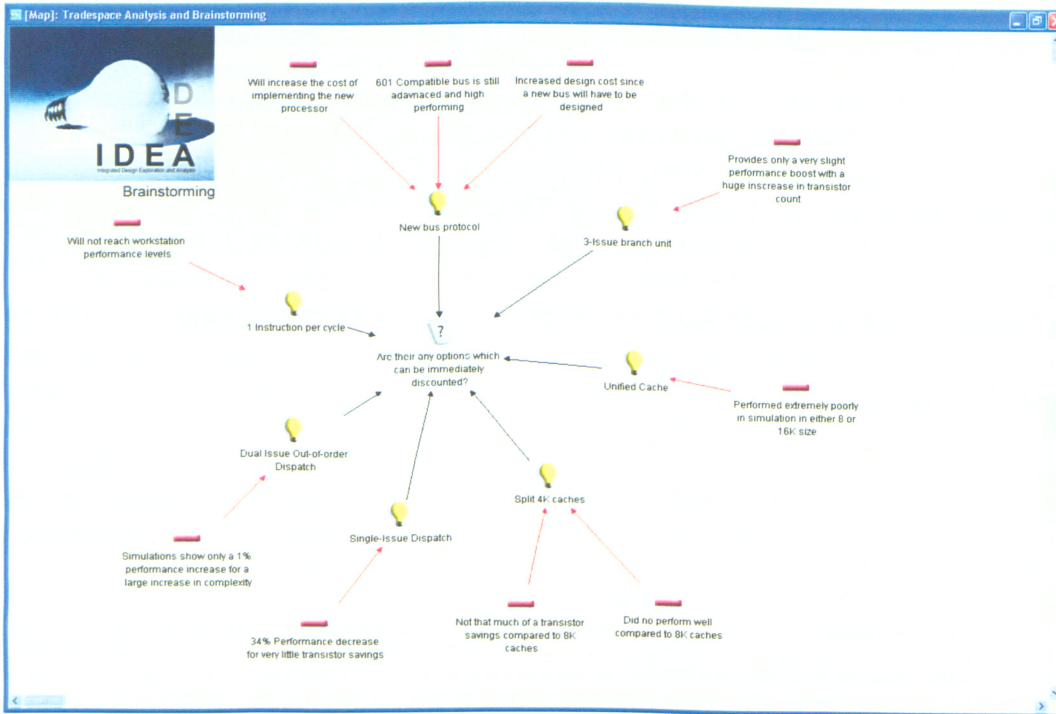 [Map]: Tradespace Analysis and Brainstorming
I
D
E
IDEA
Integrated Design Exploration and Analysis
Brainstorming
Will increase the cost of
implementing the new
processor
601 Compatible bus is still
adavnaced and high
performing
Increased design cost since
a new bus will have to be
designed
Provides only a very slight
performance boost with a
huge inscrease in transistor
count
New bus protocol
3-Issue branch unit
Will not reach workstation
performance levels
1 Instruction per cycle
?
Are their any options which
can be immediately
discounted?
Unified Cache
Performed extremely poorly
in simulation in either 8 or
16K size
Dual Issue Out-of-order
Dispatch
Split 4K caches
Single-Issue Dispatch
Simulations show only a 1%
performance increase for a
large increase in complexity
34% Performance decrease
for very little transistor savings
Not that much of a transistor
savings compared to 8K
caches
Did no perform well
compared to 8K caches